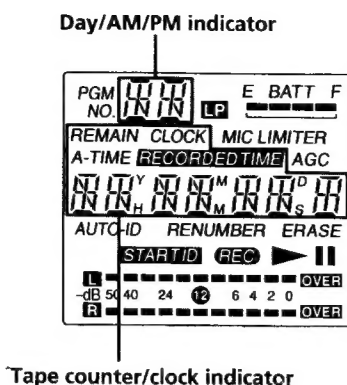 Day/AM/PM indicator
PGM E BATT F
NO. LP
REMAIN CLOCK MIC LIMITER
A-TIME RECORDED TIME AGC
Y M D
H M S
AUTO-ID RENUMBER ERASE
START ID REC
L OVER
-dB 50 40 24 12 6 4 2 0
R OVER
Tape counter/clock indicator